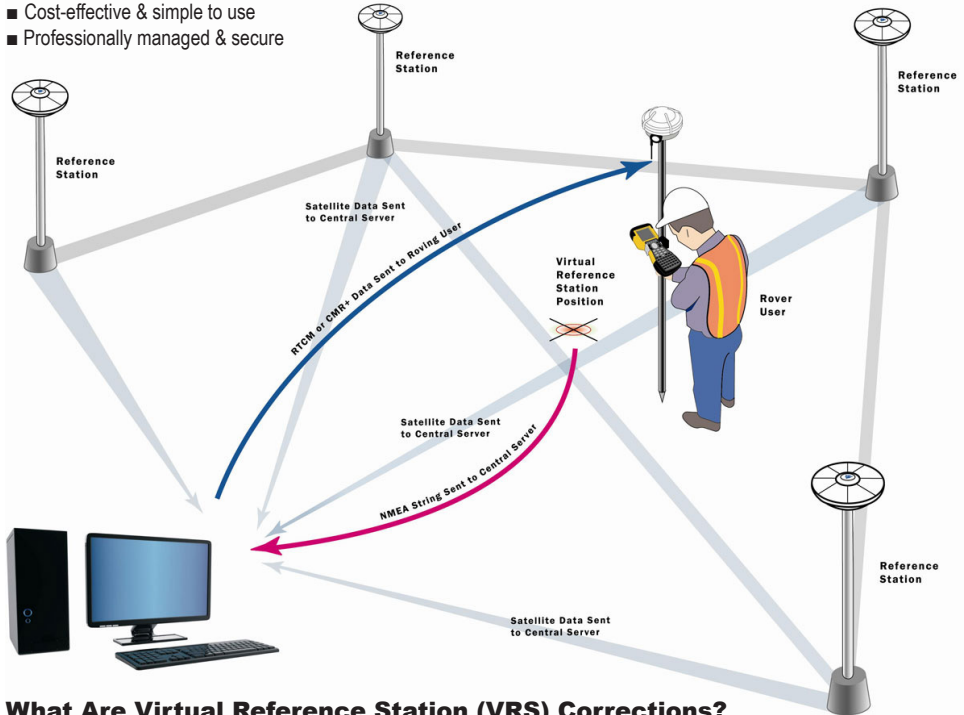 ■ Cost-effective & simple to use
■ Professionally managed & secure
Reference
Station
Reference
Station
Reference
Station
Satellite Data Sent
to Central Server
RTCM or CMR+ Data Sent to Roving User
Virtual
Reference
Station
Position
Rover
User
Satellite Data Sent
to Central Server
NMEA String Sent to Central Server
Reference
Station
Satellite Data Sent
to Central Server
What Are Virtual Reference Station (VRS) Corrections?